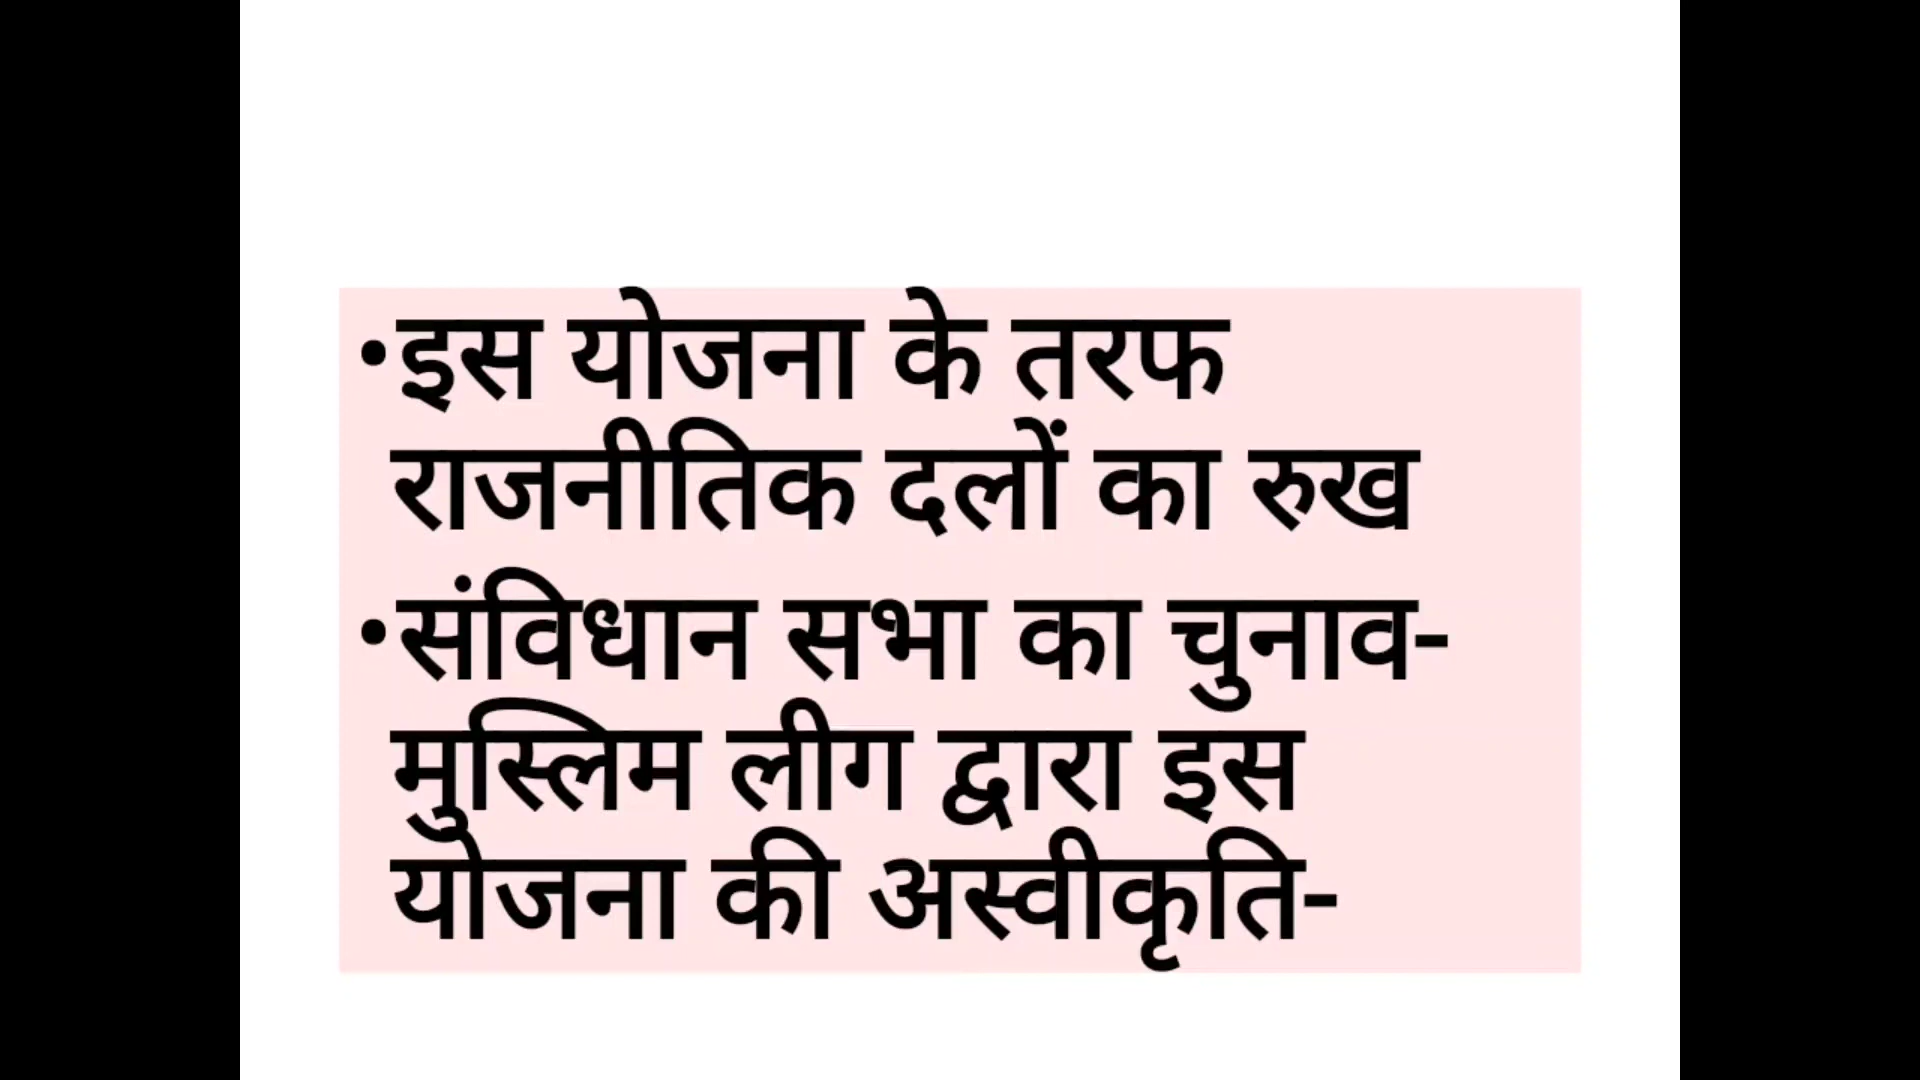 •इस योजना के तरफ
राजनीतिक दलों का रुख
•संविधान सभा का चुनाव-
मुस्लिम लीग द्वारा इस
योजना की अस्वीकृति-